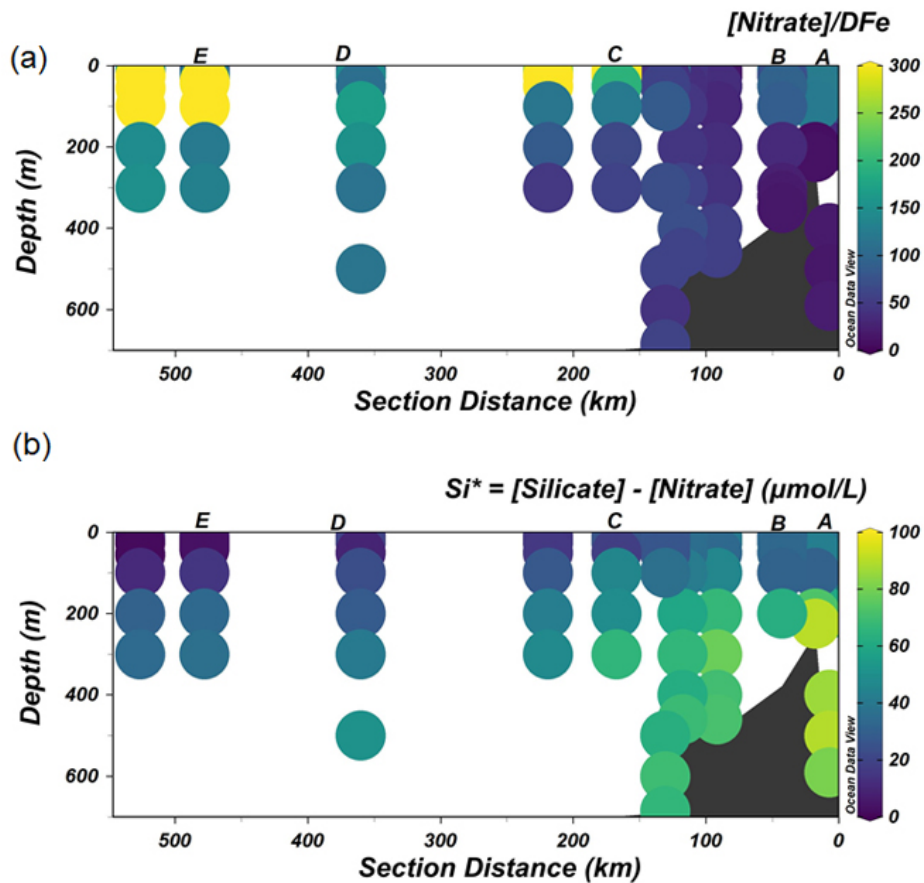 (a)
[Nitrate]/DFe
E D C B A
0
200
400
600
Depth (m)
500 400 300 200 100 0
Section Distance (km)
300
250
200
150
100
50
0
Ocean Data View
(b)
Si* = [Silicate] - [Nitrate] (µmol/L)
E D C B A
0
200
400
600
Depth (m)
500 400 300 200 100 0
Section Distance (km)
100
80
60
40
20
0
Ocean Data View